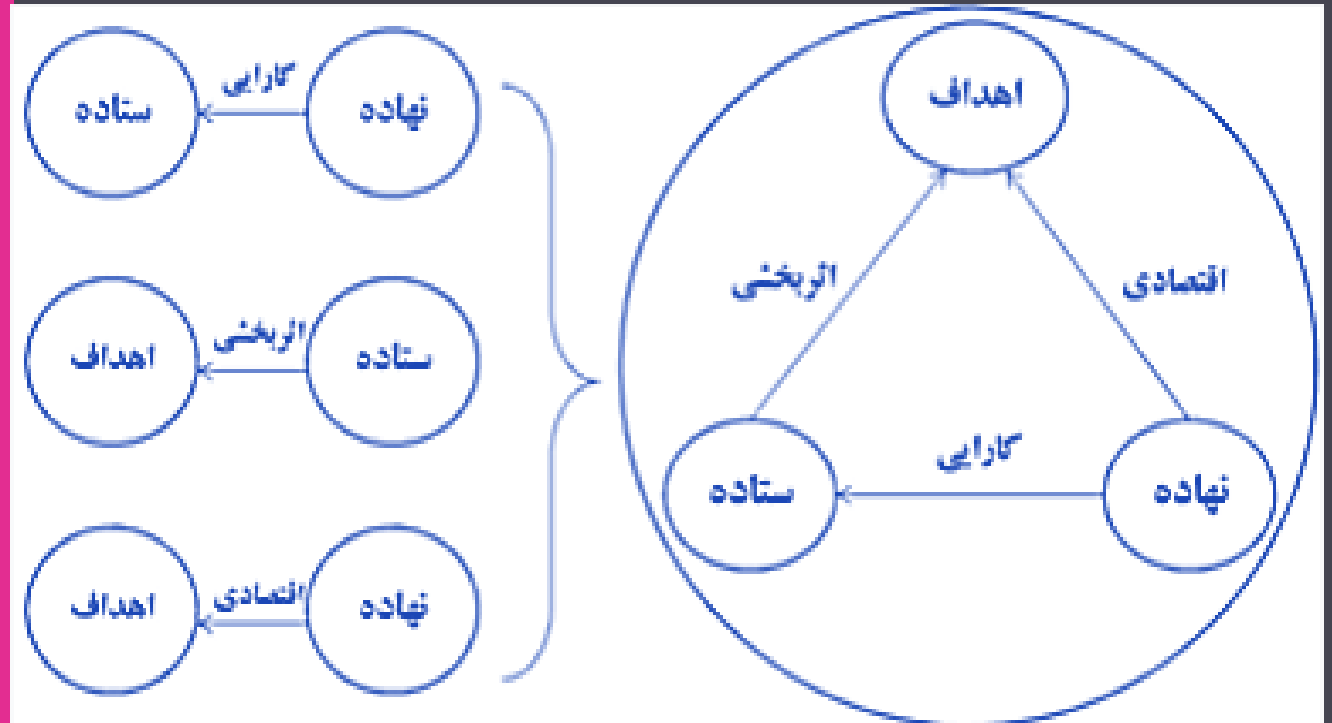 نهاده
کارایی
ستاده
ستاده
اثربخشی
اهداف
نهاده
اقتصادی
اهداف
اهداف
اقتصادی
اثربخشی
نهاده
کارایی
ستاده